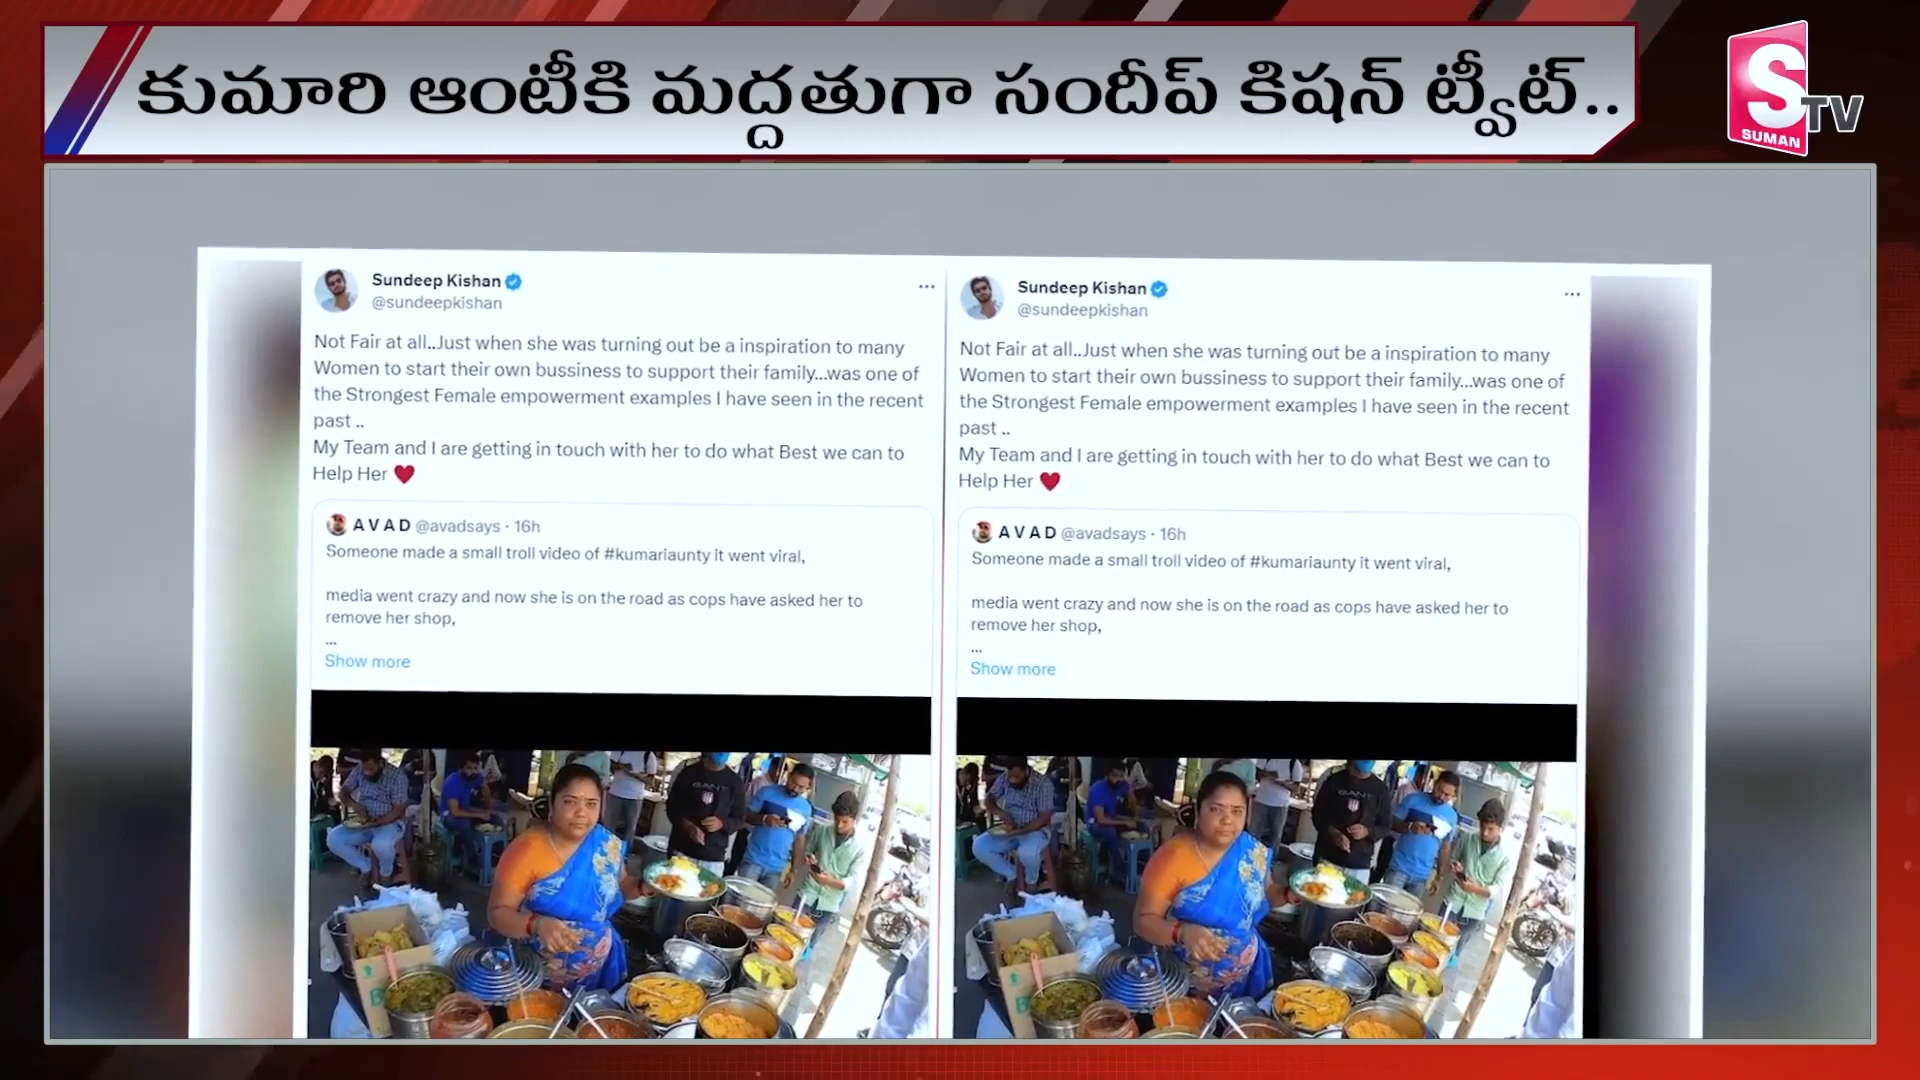 కుమారి ఆంటీకి మద్దతుగా సందీప్ కిషన్ ట్వీట్..
S TV
SUMAN
Sundeep Kishan
@sundeepkishan
...
Not Fair at all..Just when she was turning out be a inspiration to many
Women to start their own bussiness to support their family...was one of
the Strongest Female empowerment examples I have seen in the recent
past ..
My Team and I are getting in touch with her to do what Best we can to
Help Her ❤️
A V A D @avadsays · 16h
Someone made a small troll video of #kumariaunty it went viral,
media went crazy and now she is on the road as cops have asked her to
remove her shop,
...
Show more
Sundeep Kishan
@sundeepkishan
...
Not Fair at all..Just when she was turning out be a inspiration to many
Women to start their own bussiness to support their family...was one of
the Strongest Female empowerment examples I have seen in the recent
past ..
My Team and I are getting in touch with her to do what Best we can to
Help Her ❤️
A V A D @avadsays · 16h
Someone made a small troll video of #kumariaunty it went viral,
media went crazy and now she is on the road as cops have asked her to
remove her shop,
...
Show more